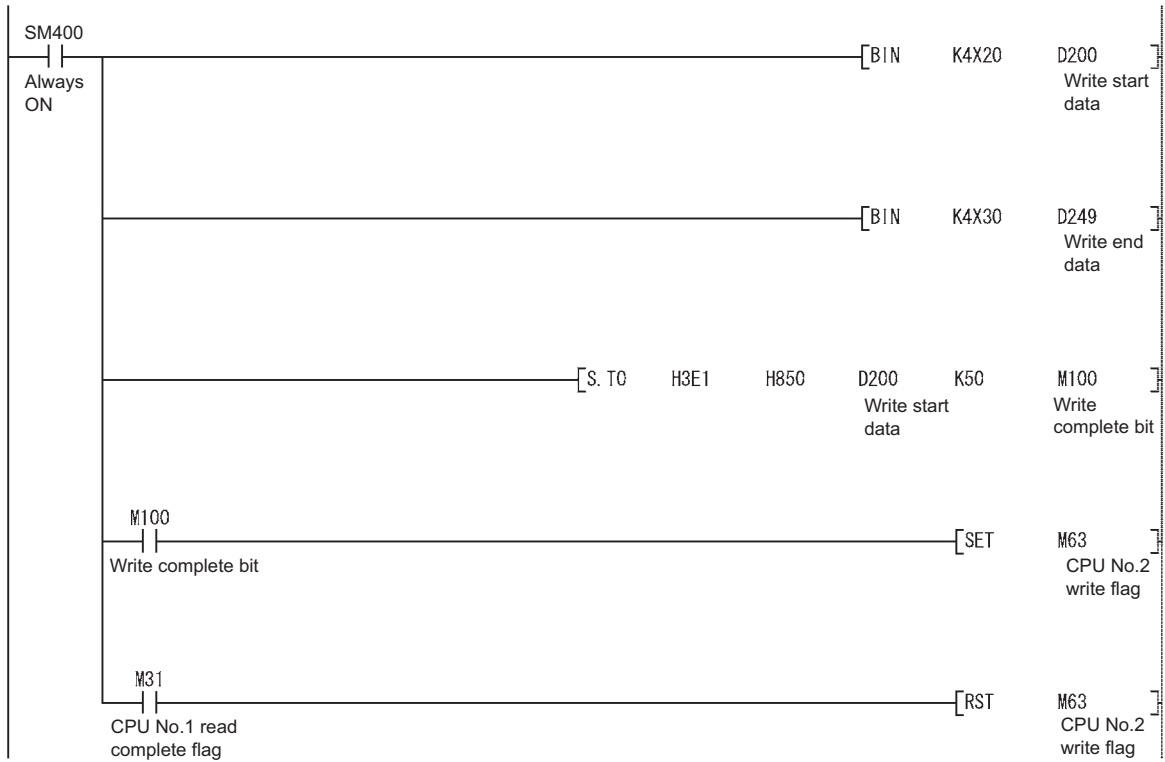 SM400
[BIN K4X20 D200 ]
Always
ON
Write start
data
[BIN K4X30 D249 ]
Write end
data
[S.TO H3E1 H850 D200 K50 M100 ]
Write start
data
Write
complete bit
M100
[SET M63 ]
Write complete bit
CPU No.2
write flag
M31
[RST M63 ]
CPU No.1 read
complete flag
CPU No.2
write flag